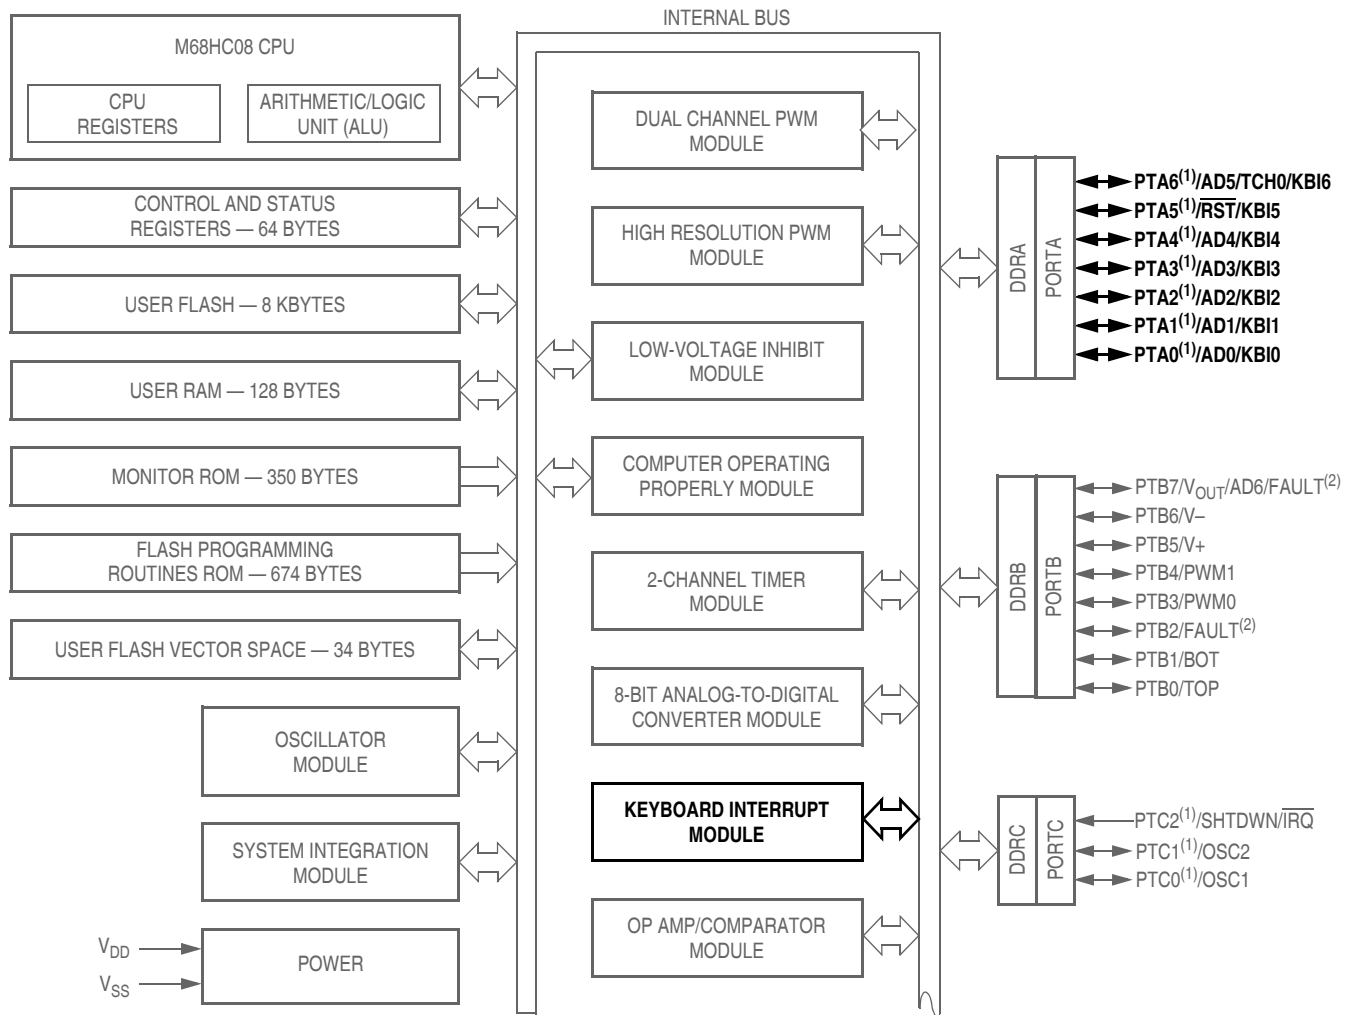 INTERNAL BUS
M68HC08 CPU
CPU
REGISTERS
ARITHMETIC/LOGIC
UNIT (ALU)
CONTROL AND STATUS
REGISTERS — 64 BYTES
USER FLASH — 8 KBYTES
USER RAM — 128 BYTES
MONITOR ROM — 350 BYTES
FLASH PROGRAMMING
ROUTINES ROM — 674 BYTES
USER FLASH VECTOR SPACE — 34 BYTES
OSCILLATOR
MODULE
SYSTEM INTEGRATION
MODULE
VDD
VSS
POWER
DUAL CHANNEL PWM
MODULE
HIGH RESOLUTION PWM
MODULE
LOW-VOLTAGE INHIBIT
MODULE
COMPUTER OPERATING
PROPERLY MODULE
2-CHANNEL TIMER
MODULE
8-BIT ANALOG-TO-DIGITAL
CONVERTER MODULE
KEYBOARD INTERRUPT
MODULE
OP AMP/COMPARATOR
MODULE
DDRA
PORTA
PTA6(1)/AD5/TCH0/KBI6
PTA5(1)/RST/KBI5
PTA4(1)/AD4/KBI4
PTA3(1)/AD3/KBI3
PTA2(1)/AD2/KBI2
PTA1(1)/AD1/KBI1
PTA0(1)/AD0/KBI0
DDRB
PORTB
PTB7/VOUT/AD6/FAULT(2)
PTB6/V–
PTB5/V+
PTB4/PWM1
PTB3/PWM0
PTB2/FAULT(2)
PTB1/BOT
PTB0/TOP
DDRC
PORTC
PTC2(1)/SHTDWN/IRQ
PTC1(1)/OSC2
PTC0(1)/OSC1